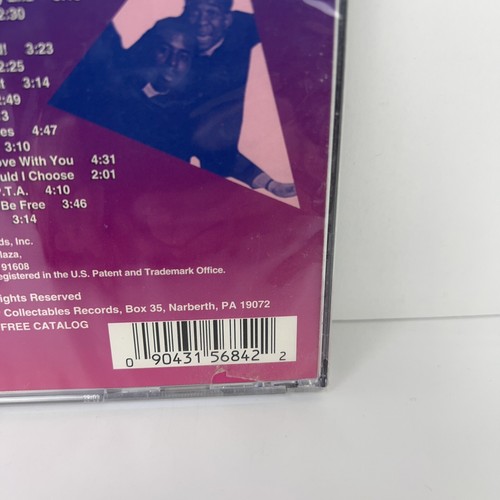 2:30
! 3:23
2:25
t 3:14
2:49
3
es 4:47
3:10
ove With You 4:31
uld I Choose 2:01
P.T.A. 4:10
Be Free 3:46
3:14
ds, Inc.
laza,
91608
egistered in the U.S. Patent and Trademark Office.
ights Reserved
Collectables Records, Box 35, Narberth, PA 19072
FREE CATALOG
0 90431 56842 2